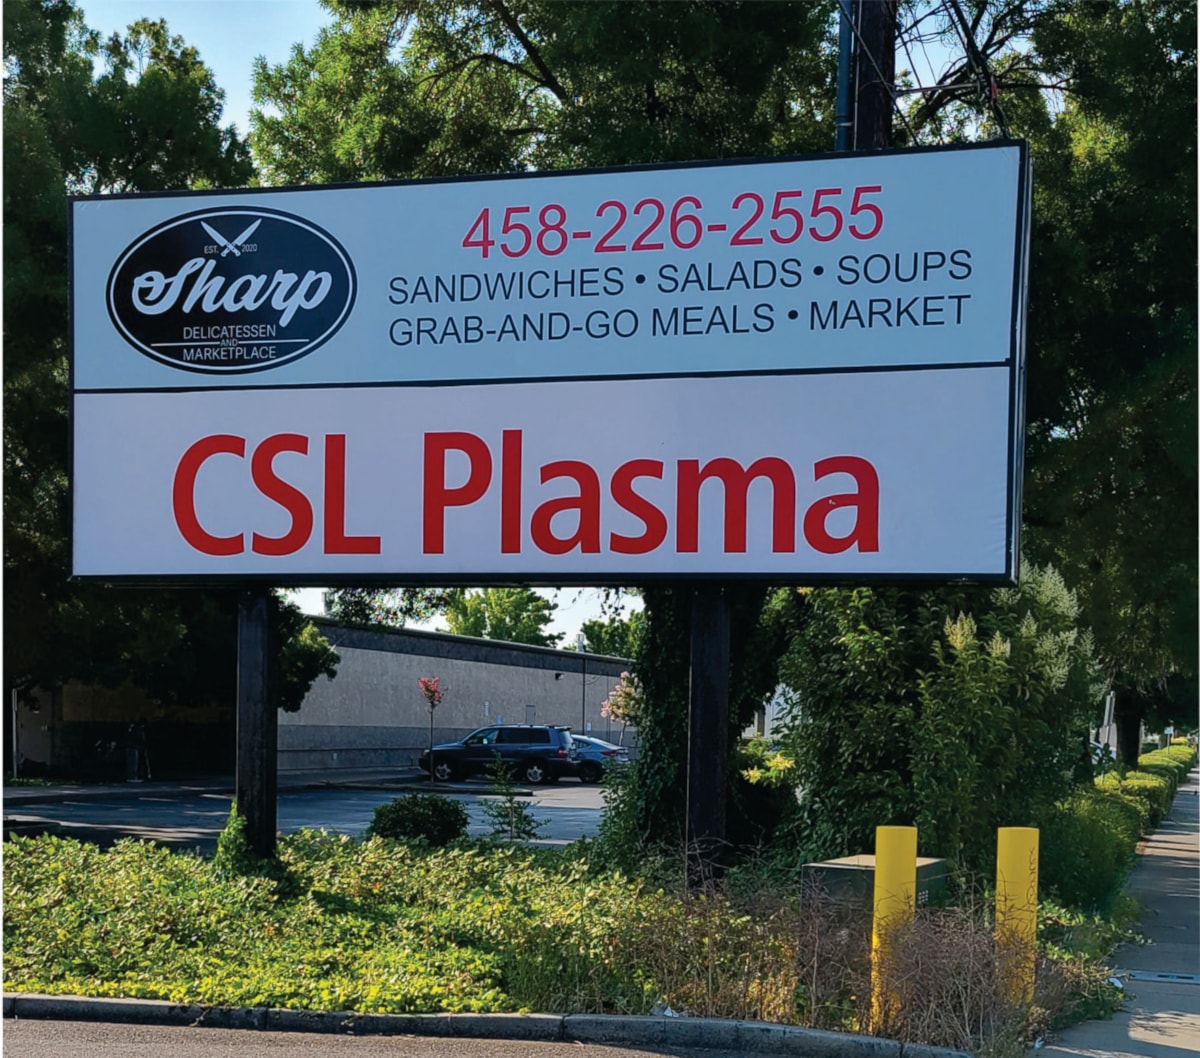 EST. 2020
Sharp
DELICATESSEN
AND
MARKETPLACE
458-226-2555
SANDWICHES • SALADS • SOUPS
GRAB-AND-GO MEALS • MARKET
CSL Plasma